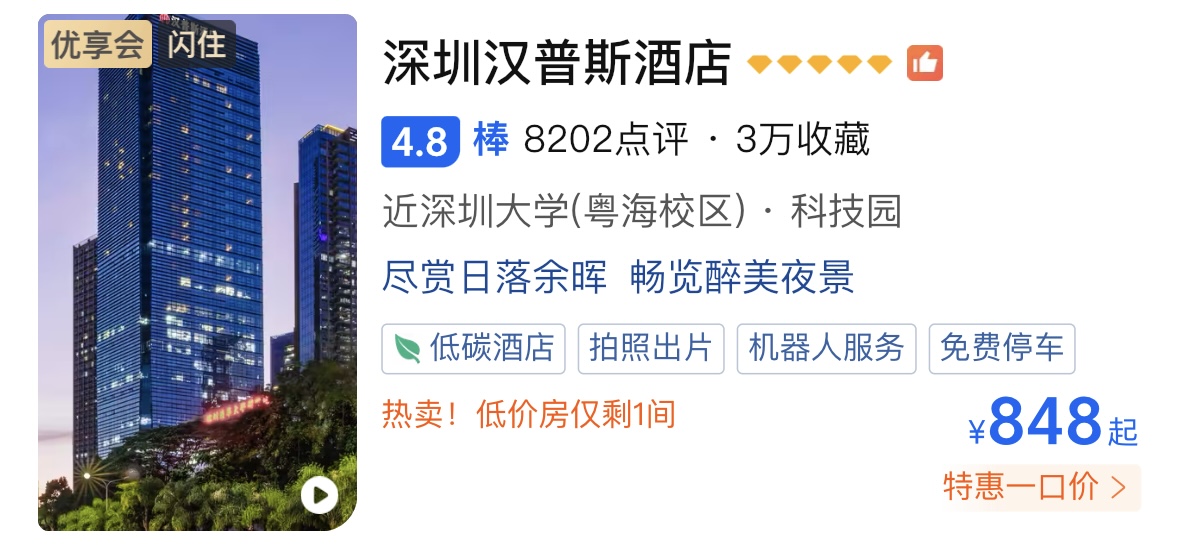 优享会 闪住
深圳汉普斯酒店
4.8 棒 8202点评 · 3万收藏
近深圳大学(粤海校区) · 科技园
尽赏日落余晖 畅览醉美夜景
低碳酒店 拍照出片 机器人服务 免费停车
热卖！低价房仅剩1间
¥848起
特惠一口价 >